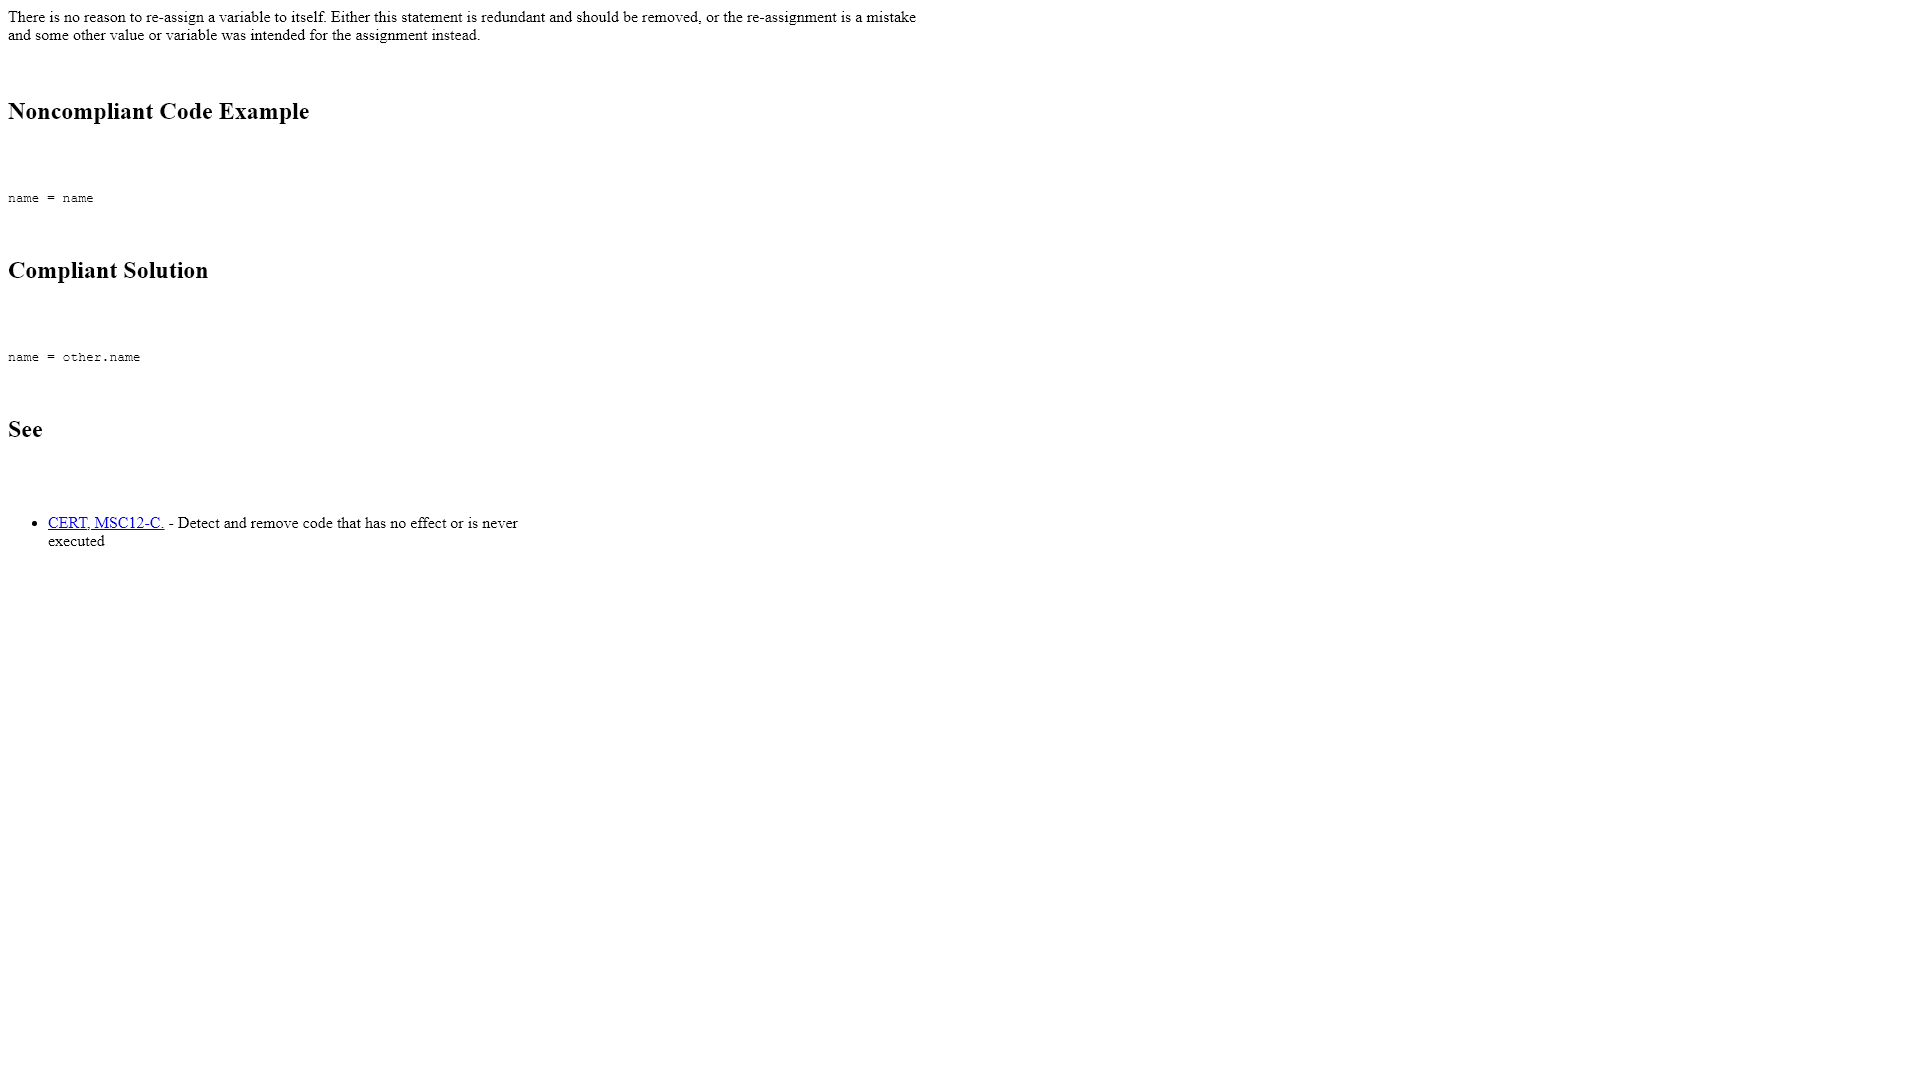 There is no reason to re-assign a variable to itself. Either this statement is redundant and should be removed, or the re-assignment is a mistake
and some other value or variable was intended for the assignment instead.
Noncompliant Code Example
name = name
Compliant Solution
name = other.name
See
CERT, MSC12-C. - Detect and remove code that has no effect or is never
executed